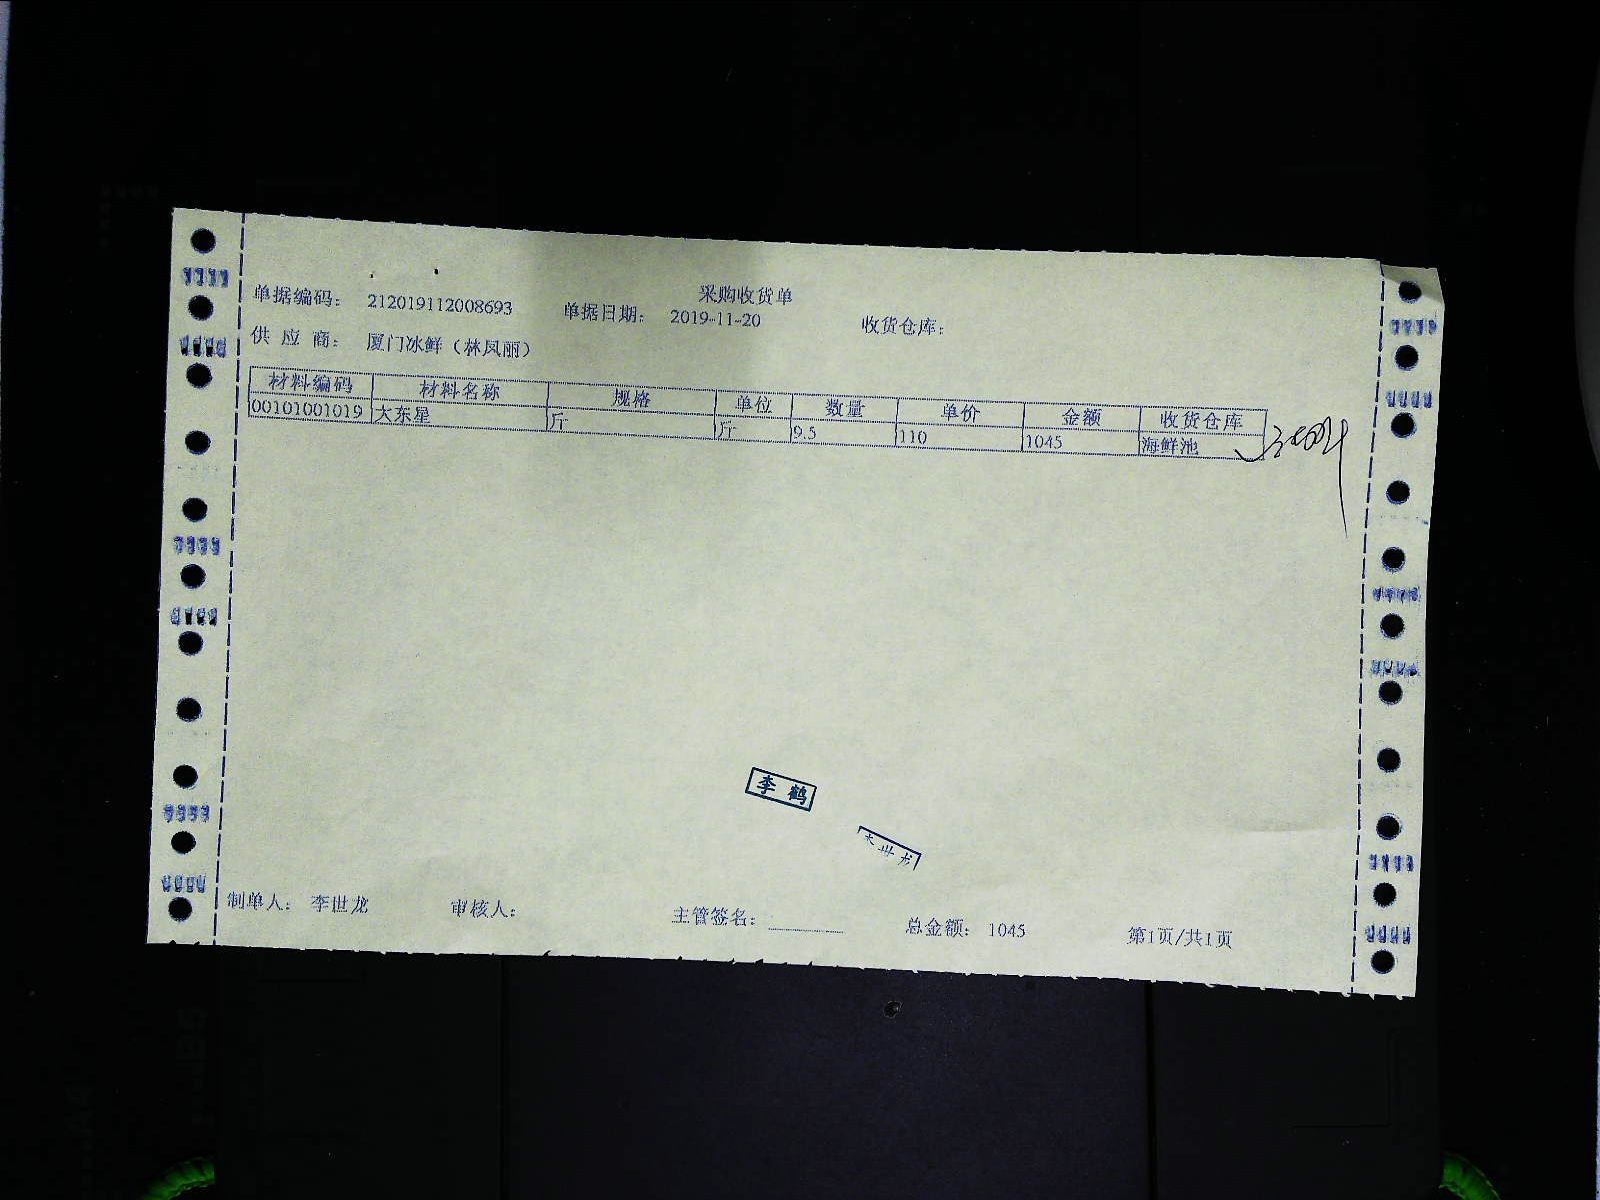 采购收货单
单据编码： 212019112008693 单据日期： 2019-11-20 收货仓库：
供 应 商： 厦门冰鲜（林凤丽）
材料编码 材料名称 规格 单位 数量 单价 金额 收货仓库
00101001019 大东星 斤 斤 9.5 110 1045 海鲜池
李 鹤
李世龙
制单人： 李世龙 审核人： 主管签名： 总金额： 1045 第1页/共1页